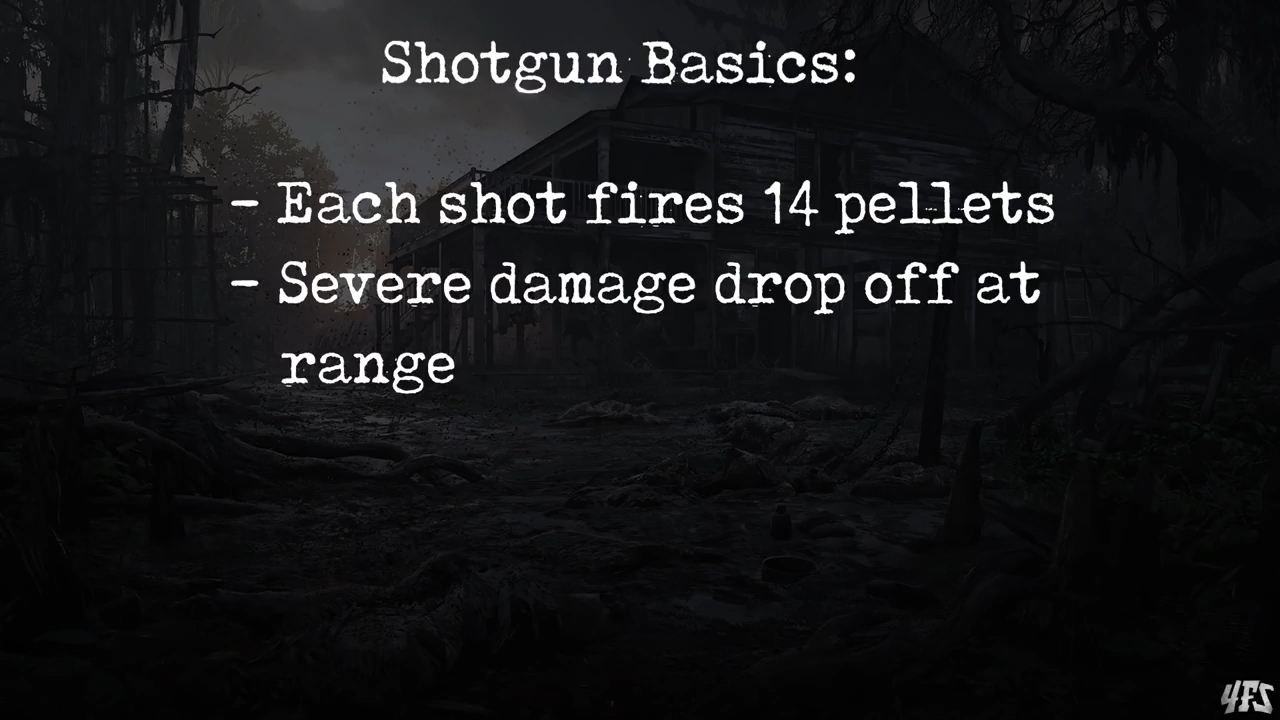 Shotgun Basics:
- Each shot fires 14 pellets
- Severe damage drop off at
range
4FS